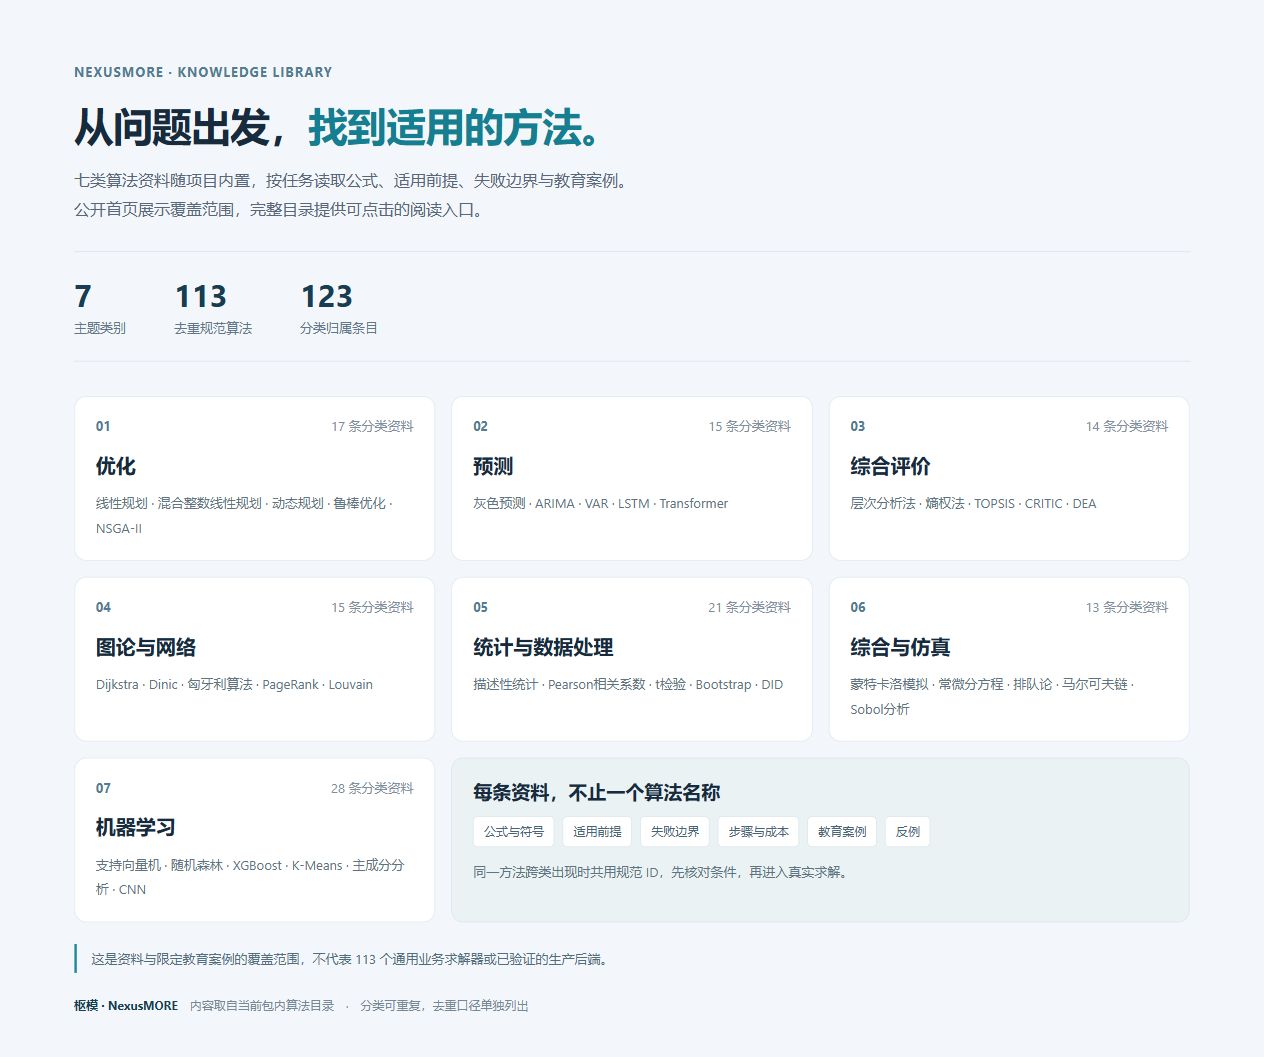 NEXUSMORE · KNOWLEDGE LIBRARY
从问题出发，找到适用的方法。
七类算法资料随项目内置，按任务读取公式、适用前提、失败边界与教育案例。
公开首页展示覆盖范围，完整目录提供可点击的阅读入口。
7
主题类别
113
去重规范算法
123
分类归属条目
01
17 条分类资料
优化
线性规划 · 混合整数线性规划 · 动态规划 · 鲁棒优化 ·
NSGA-II
02
15 条分类资料
预测
灰色预测 · ARIMA · VAR · LSTM · Transformer
03
14 条分类资料
综合评价
层次分析法 · 熵权法 · TOPSIS · CRITIC · DEA
04
15 条分类资料
图论与网络
Dijkstra · Dinic · 匈牙利算法 · PageRank · Louvain
05
21 条分类资料
统计与数据处理
描述性统计 · Pearson相关系数 · t检验 · Bootstrap · DID
06
13 条分类资料
综合与仿真
蒙特卡洛模拟 · 常微分方程 · 排队论 · 马尔可夫链 ·
Sobol分析
07
28 条分类资料
机器学习
支持向量机 · 随机森林 · XGBoost · K-Means · 主成分分
析 · CNN
每条资料，不止一个算法名称
公式与符号
适用前提
失败边界
步骤与成本
教育案例
反例
同一方法跨类出现时共用规范 ID，先核对条件，再进入真实求解。
这是资料与限定教育案例的覆盖范围，不代表 113 个通用业务求解器或已验证的生产后端。
枢模 · NexusMORE 内容取自当前包内算法目录 · 分类可重复，去重口径单独列出